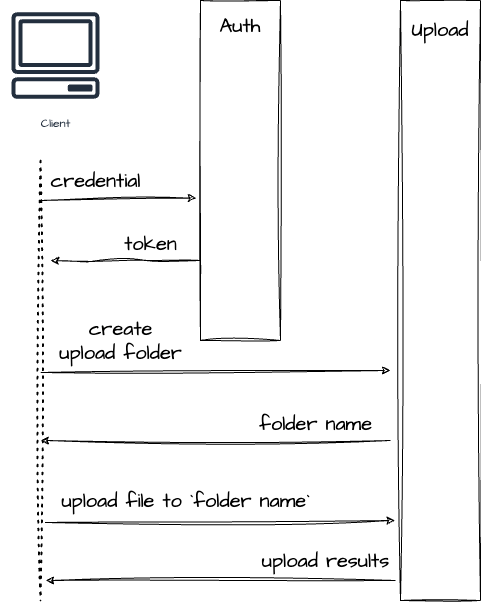 Auth
Upload
Client
credential
token
create
upload folder
folder name
upload file to `folder name`
upload results